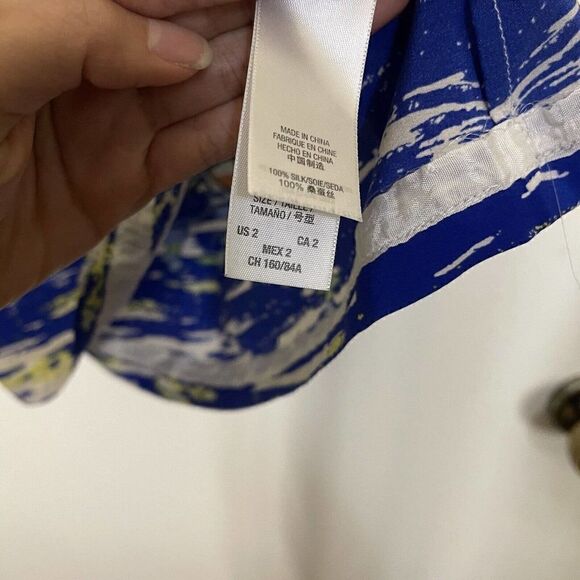 MADE IN CHINA
FABRIQUE EN CHINE
HECHO EN CHINA
中国制造
100% SILK/SOIE/SEDA
100% 桑蚕丝
SIZE / TAILLE /
TAMAÑO / 号型
US 2 CA 2
MEX 2
CH 160/84A